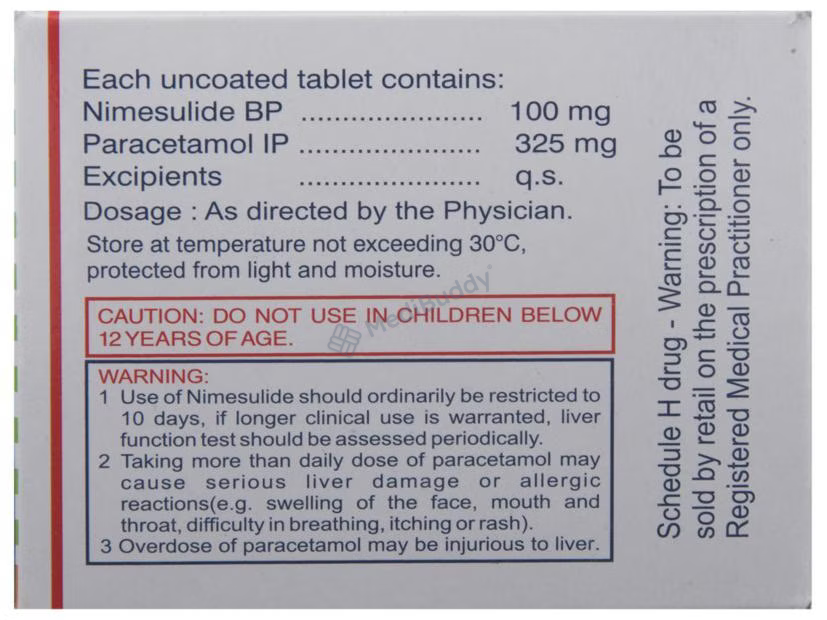 Each uncoated tablet contains:
Nimesulide BP ...................... 100 mg
Paracetamol IP ...................... 325 mg
Excipients ...................... q.s.
Dosage : As directed by the Physician.
Store at temperature not exceeding 30°C,
protected from light and moisture.
CAUTION: DO NOT USE IN CHILDREN BELOW
12 YEARS OF AGE.
WARNING:
1 Use of Nimesulide should ordinarily be restricted to
10 days, if longer clinical use is warranted, liver
function test should be assessed periodically.
2 Taking more than daily dose of paracetamol may
cause serious liver damage or allergic
reactions(e.g. swelling of the face, mouth and
throat, difficulty in breathing, itching or rash).
3 Overdose of paracetamol may be injurious to liver.
Schedule H drug - Warning: To be
sold by retail on the prescription of a
Registered Medical Practitioner only.
MediBuddy